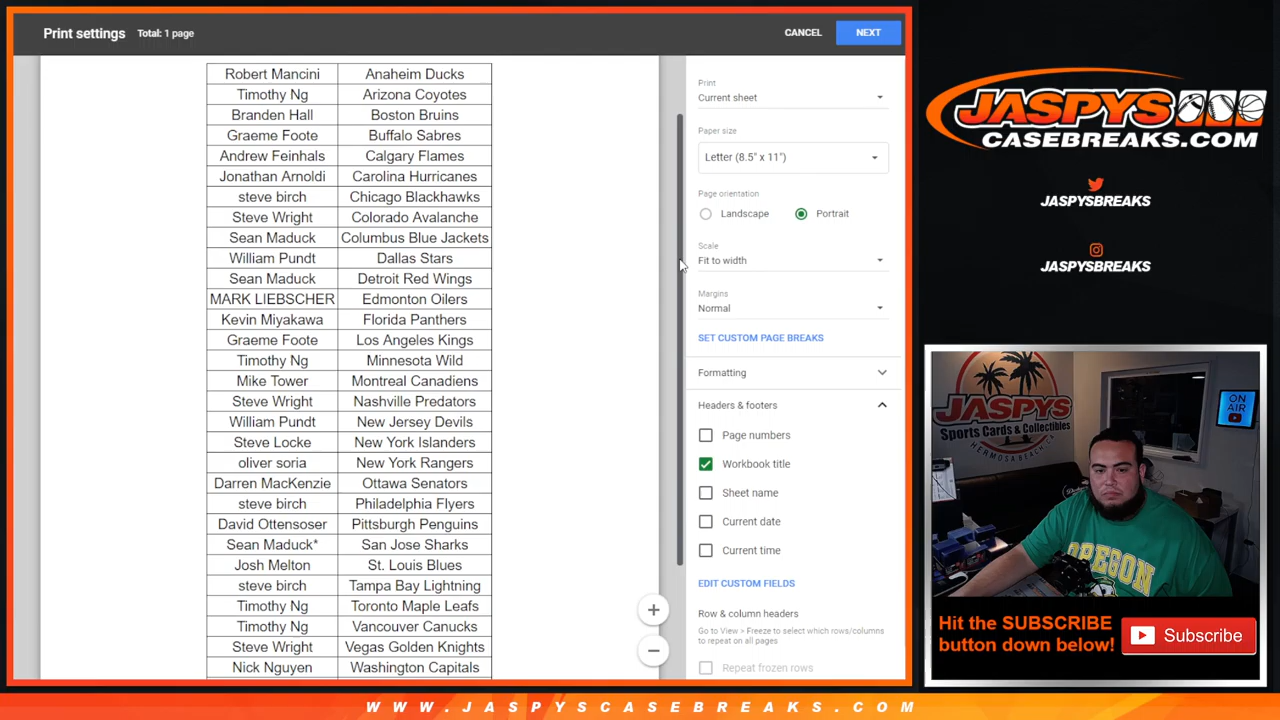 Print settings Total: 1 page CANCEL NEXT
Robert Mancini Anaheim Ducks
Timothy Ng Arizona Coyotes
Branden Hall Boston Bruins
Graeme Foote Buffalo Sabres
Andrew Feinhals Calgary Flames
Jonathan Arnoldi Carolina Hurricanes
steve birch Chicago Blackhawks
Steve Wright Colorado Avalanche
Sean Maduck Columbus Blue Jackets
William Pundt Dallas Stars
Sean Maduck Detroit Red Wings
MARK LIEBSCHER Edmonton Oilers
Kevin Miyakawa Florida Panthers
Graeme Foote Los Angeles Kings
Timothy Ng Minnesota Wild
Mike Tower Montreal Canadiens
Steve Wright Nashville Predators
William Pundt New Jersey Devils
Steve Locke New York Islanders
oliver soria New York Rangers
Darren MacKenzie Ottawa Senators
steve birch Philadelphia Flyers
David Ottensoser Pittsburgh Penguins
Sean Maduck* San Jose Sharks
Josh Melton St. Louis Blues
steve birch Tampa Bay Lightning
Timothy Ng Toronto Maple Leafs
Timothy Ng Vancouver Canucks
Steve Wright Vegas Golden Knights
Nick Nguyen Washington Capitals
Print
Current sheet
Paper size
Letter (8.5" x 11")
Page orientation
Landscape Portrait
Scale
Fit to width
Margins
Normal
SET CUSTOM PAGE BREAKS
Formatting
Headers & footers
Page numbers
Workbook title
Sheet name
Current date
Current time
EDIT CUSTOM FIELDS
Row & column headers
Go to View > Freeze to select which rows/columns
to repeat on all pages
Repeat frozen rows
JASPYS
CASEBREAKS.COM
JASPYSBREAKS
JASPYSBREAKS
JASPYS
Sports Cards & Collectibles
HERMOSA BEACH, CA
ON
AIR
OREGON
Hit the SUBSCRIBE
button down below!
Subscribe
WWW.JASPYSCASEBREAKS.COM